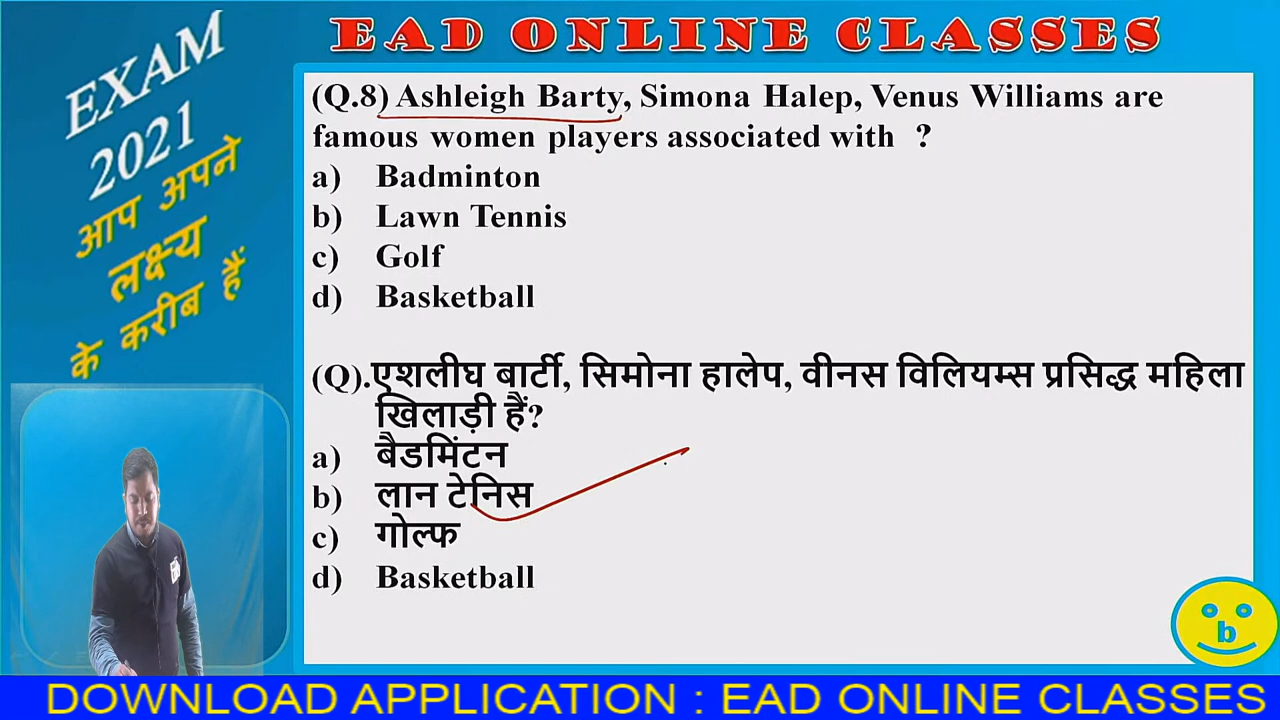 EAD ONLINE CLASSES
EXAM
2021
आप अपने
लक्ष्य
के करीब हैं
(Q.8) Ashleigh Barty, Simona Halep, Venus Williams are
famous women players associated with ?
a) Badminton
b) Lawn Tennis
c) Golf
d) Basketball
(Q).एशलीघ बार्टी, सिमोना हालेप, वीनस विलियम्स प्रसिद्ध महिला
खिलाड़ी हैं?
a) बैडमिंटन
b) लान टेनिस
c) गोल्फ
d) Basketball
b
DOWNLOAD APPLICATION : EAD ONLINE CLASSES